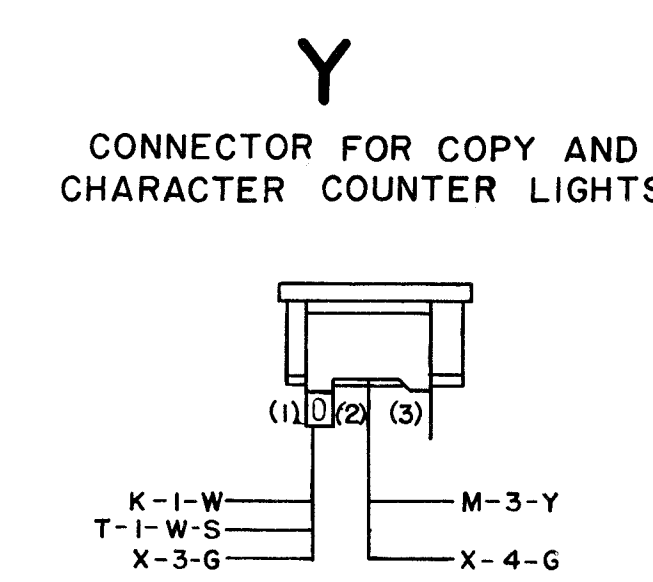 Y
CONNECTOR FOR COPY AND
CHARACTER COUNTER LIGHTS
(1) 0 (2) (3)
K-1-W M-3-Y
T-1-W-S
X-3-G X-4-G